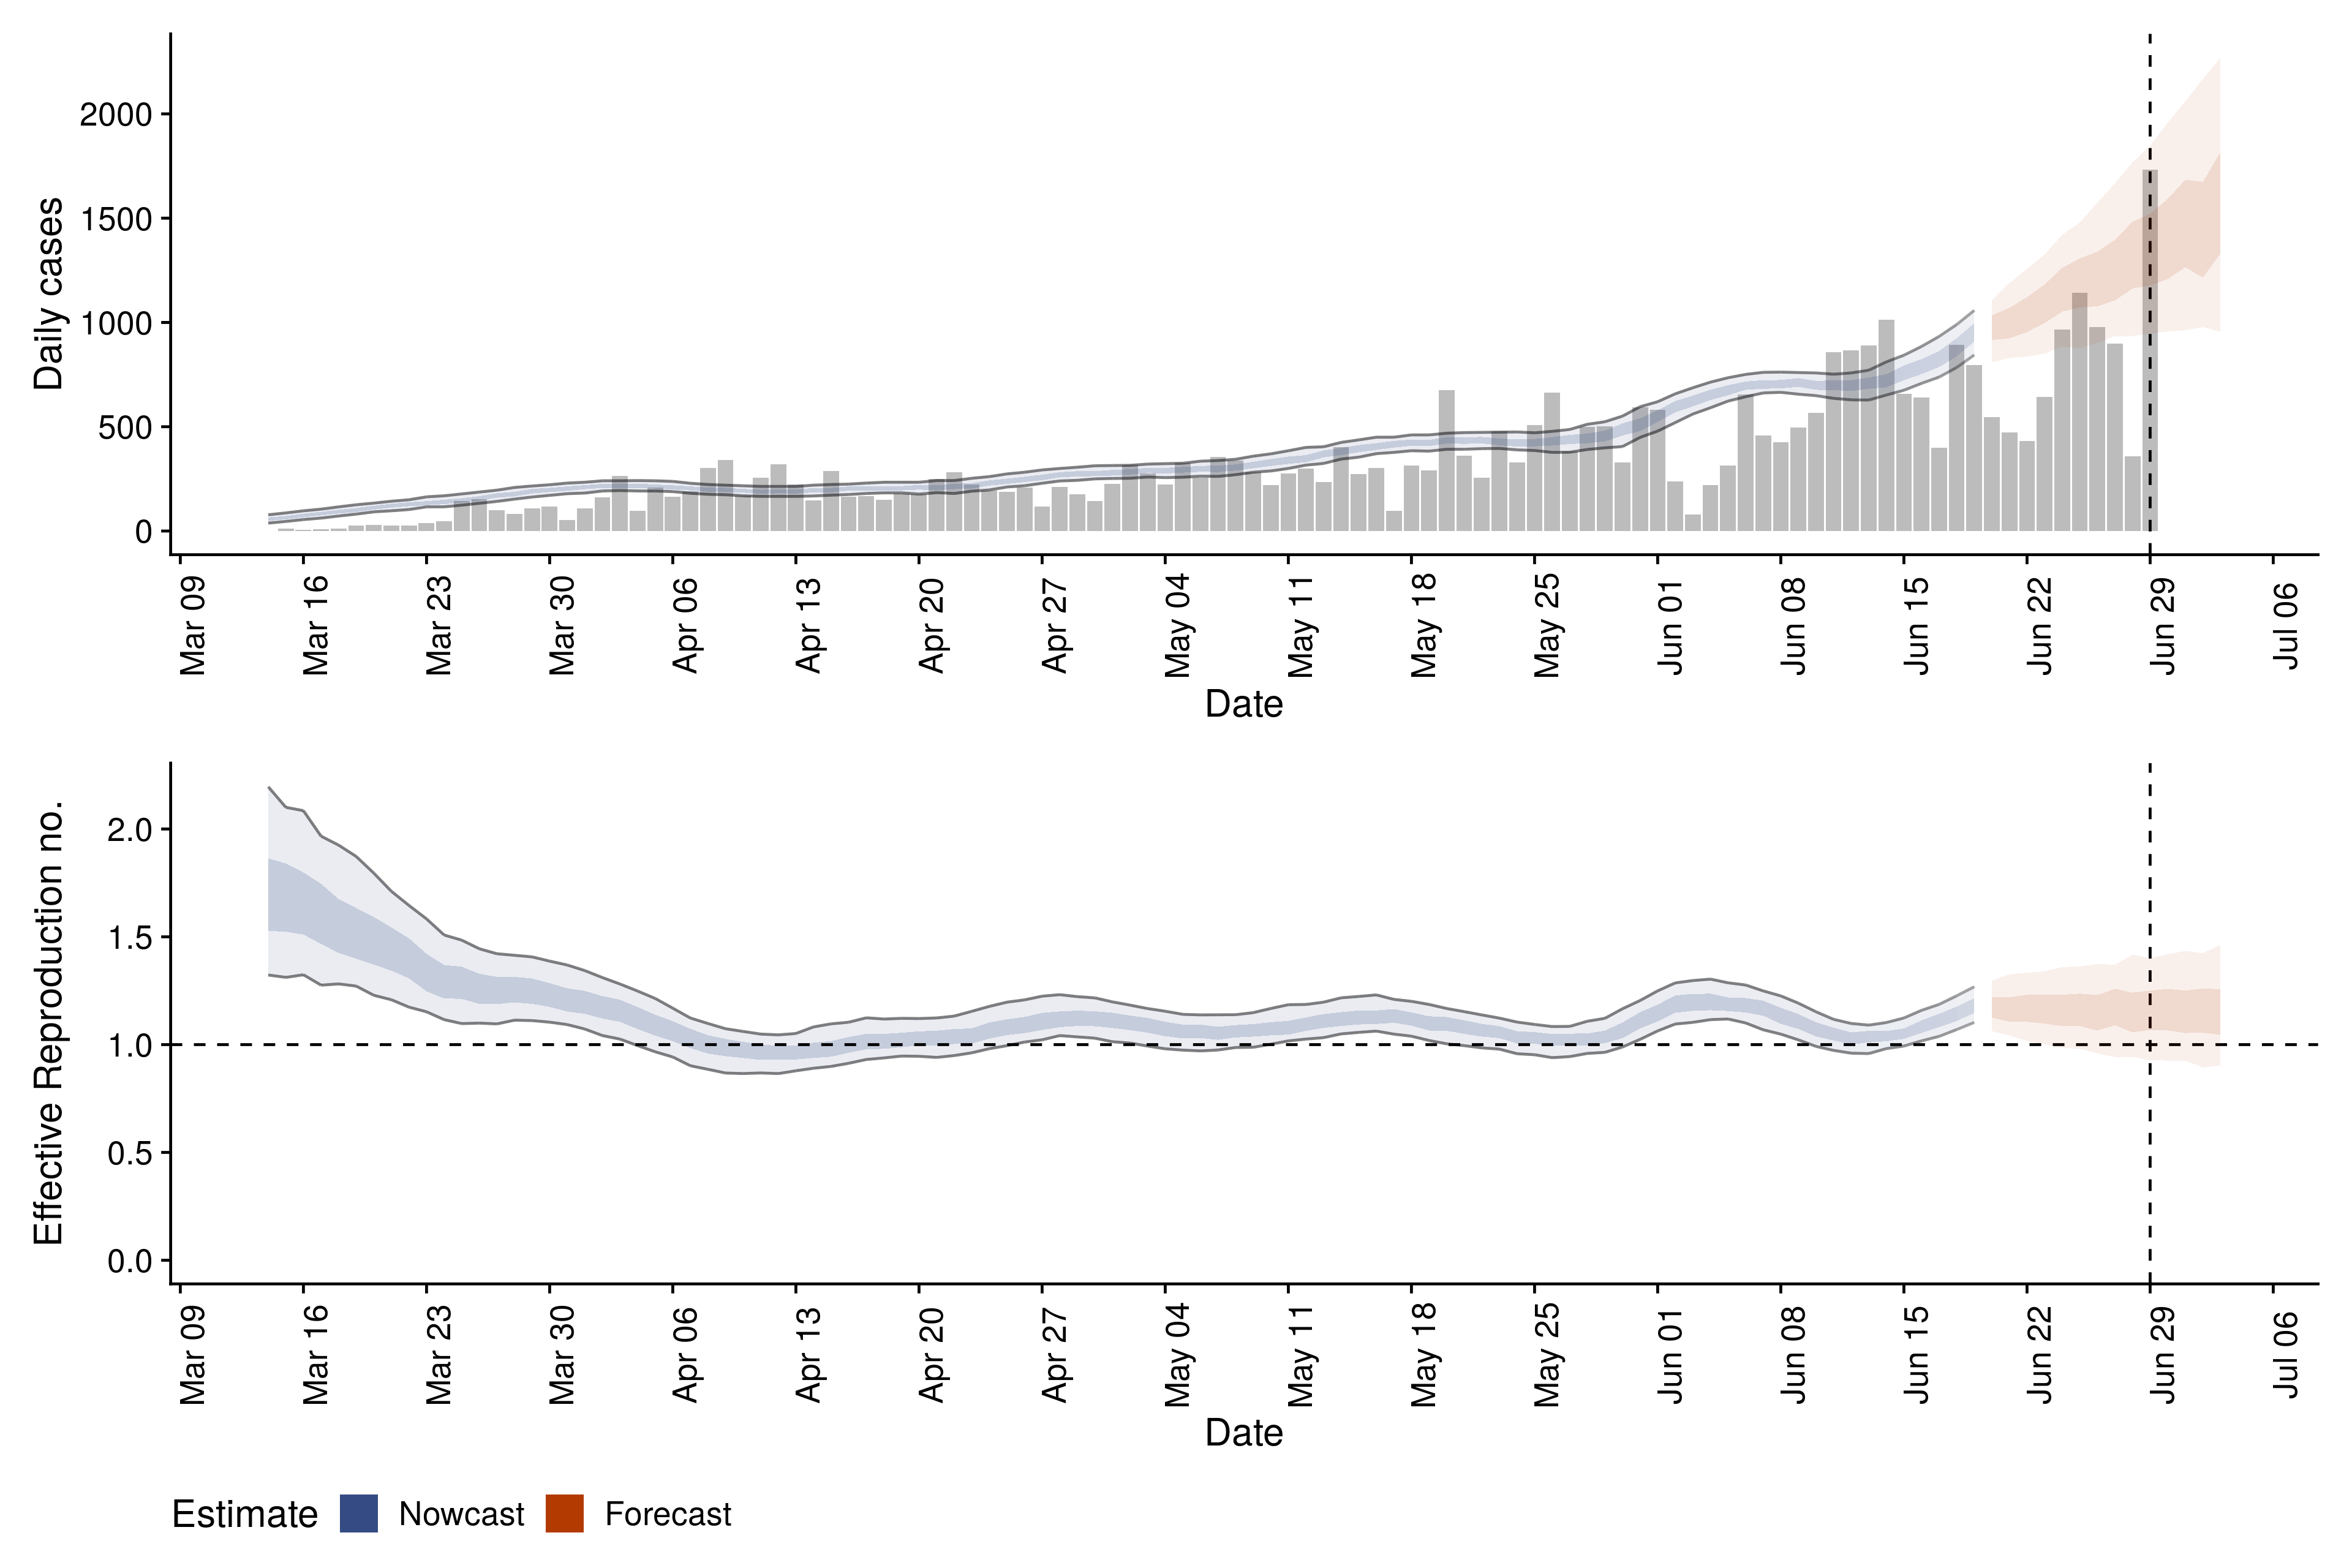 Daily cases
2000
1500
1000
500
0
Mar 09 Mar 16 Mar 23 Mar 30 Apr 06 Apr 13 Apr 20 Apr 27 May 04 May 11 May 18 May 25 Jun 01 Jun 08 Jun 15 Jun 22 Jun 29 Jul 06
Date
Effective Reproduction no.
2.0
1.5
1.0
0.5
0.0
Mar 09 Mar 16 Mar 23 Mar 30 Apr 06 Apr 13 Apr 20 Apr 27 May 04 May 11 May 18 May 25 Jun 01 Jun 08 Jun 15 Jun 22 Jun 29 Jul 06
Date
Estimate Nowcast Forecast